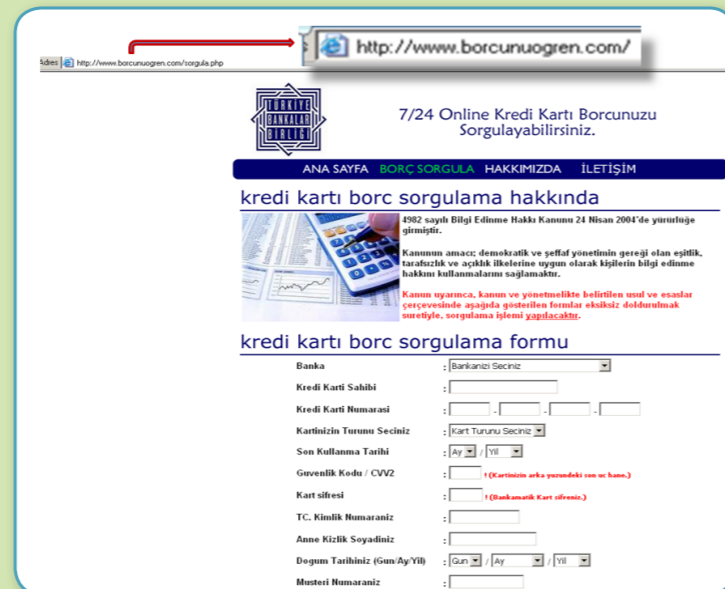 http://www.borcunuogren.com/
Adres http://www.borcunuogren.com/sorgula.php
TÜRKİYE
BANKALAR
BİRLİĞİ
7/24 Online Kredi Kartı Borcunuzu
Sorgulayabilirsiniz.
ANA SAYFA BORÇ SORGULA HAKKIMIZDA İLETİŞİM
kredi kartı borc sorgulama hakkında
4982 sayılı Bilgi Edinme Hakkı Kanunu 24 Nisan 2004'de yürürlüğe
girmiştir.
Kanunun amacı; demokratik ve şeffaf yönetimin gereği olan eşitlik,
tarafsızlık ve açıklık ilkelerine uygun olarak kişilerin bilgi edinme
hakkını kullanmalarını sağlamaktır.
Kanun uyarınca, kanun ve yönetmelikte belirtilen usul ve esaslar
çerçevesinde aşağıda gösterilen formlar eksiksiz doldurulmak
suretiyle, sorgulama işlemi yapılacaktır.
kredi kartı borc sorgulama formu
Banka : Bankanizi Seciniz
Kredi Karti Sahibi :
Kredi Karti Numarasi : - - -
Kartinizin Turunu Seciniz : Kart Turunu Seciniz
Son Kullanma Tarihi : Ay / Yil
Guvenlik Kodu / CVV2 : ! (Kartinizin arka yuzundeki son uc hane.)
Kart sifresi : ! (Bankamatik Kart sifreniz.)
TC. Kimlik Numaraniz :
Anne Kizlik Soyadiniz :
Dogum Tarihiniz (Gun/Ay/Yil) : Gun / Ay / Yil
Musteri Numaraniz :